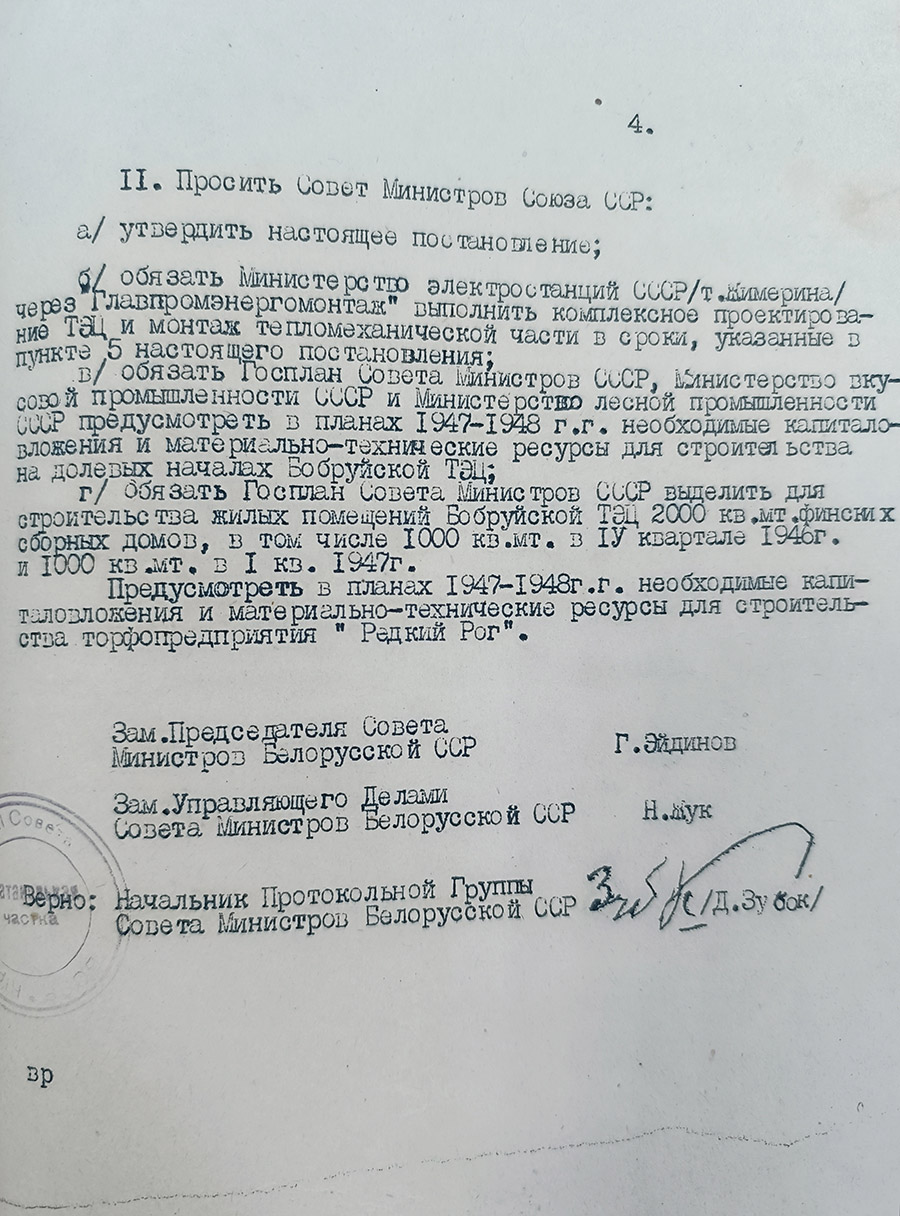 4.
II. Просить Совет Министров Союза ССР:
а/ утвердить настоящее постановление;
б/ обязать Министерство электростанций СССР/т.Жимерина/
через "Главпромэнергомонтаж" выполнить комплексное проектирова-
ние ТЭЦ и монтаж тепломеханической части в сроки, указанные в
пункте 5 настоящего постановления;
в/ обязать Госплан Совета Министров СССР, Министерство вку-
совой промышленности СССР и Министерство лесной промышленности
СССР предусмотреть в планах 1947-1948 г.г. необходимые капитало-
вложения и материально-технические ресурсы для строительства
на долевых началах Бобруйской ТЭЦ;
г/ Обязать Госплан Совета Министров СССР выделить для
строительства жилых помещений Бобруйской ТЭЦ 2000 кв.мт.финских
сборных домов, в том числе 1000 кв.мт. в IУ квартале 1946г.
и 1000 кв.мт. в I кв. 1947г.
Предусмотреть в планах 1947-1948г.г. необходимые капи-
таловложения и материально-технические ресурсы для строитель-
ства торфопредприятия " Редкий Рог".
Зам.Председателя Совета
Министров Белорусской ССР Г.Эйдинов
Зам.Управляющего Делами
Совета Министров Белорусской ССР Н.Жук
Верно: Начальник Протокольной Группы
Совета Министров Белорусской ССР /Д.Зубок/
Совета
частка
вр